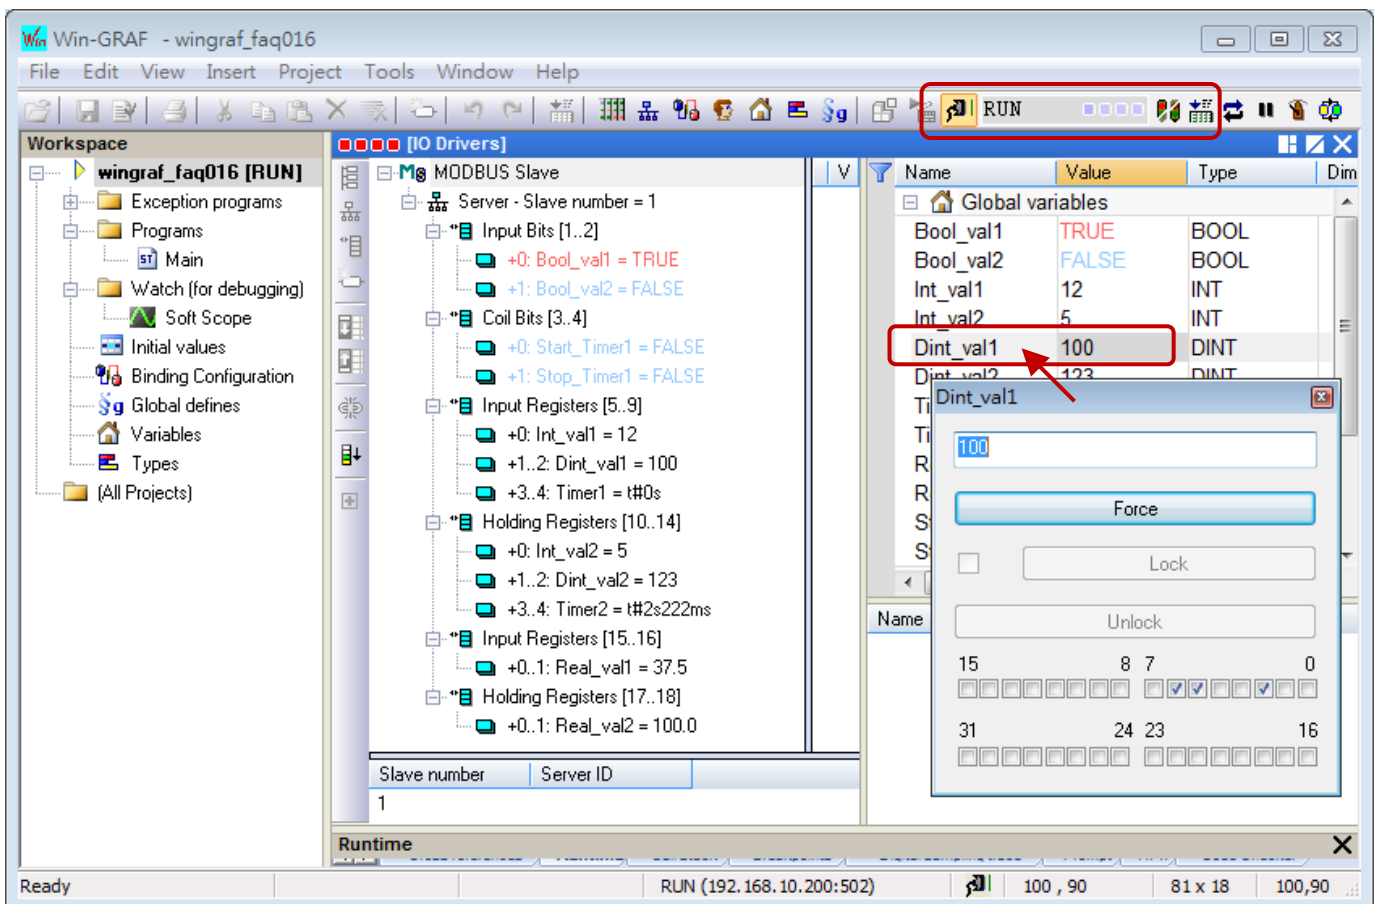 Win-GRAF - wingraf_faq016
File Edit View Insert Project Tools Window Help
RUN
Workspace
wingraf_faq016 [RUN]
Exception programs
Programs
ST Main
Watch (for debugging)
Soft Scope
Initial values
Binding Configuration
Global defines
Variables
Types
(All Projects)
[IO Drivers]
MODBUS Slave
Server - Slave number = 1
Input Bits [1..2]
+0: Bool_val1 = TRUE
+1: Bool_val2 = FALSE
Coil Bits [3..4]
+0: Start_Timer1 = FALSE
+1: Stop_Timer1 = FALSE
Input Registers [5..9]
+0: Int_val1 = 12
+1..2: Dint_val1 = 100
+3..4: Timer1 = t#0s
Holding Registers [10..14]
+0: Int_val2 = 5
+1..2: Dint_val2 = 123
+3..4: Timer2 = t#2s222ms
Input Registers [15..16]
+0..1: Real_val1 = 37.5
Holding Registers [17..18]
+0..1: Real_val2 = 100.0
Slave number Server ID
1
V
Name Value Type Dim
Global variables
Bool_val1 TRUE BOOL
Bool_val2 FALSE BOOL
Int_val1 12 INT
Int_val2 5 INT
Dint_val1 100 DINT
Dint_val2 123 DINT
Name
Dint_val1
100
Force
Lock
Unlock
15 8 7 0
31 24 23 16
Runtime
Ready RUN (192.168.10.200:502) 100 , 90 81 x 18 100,90